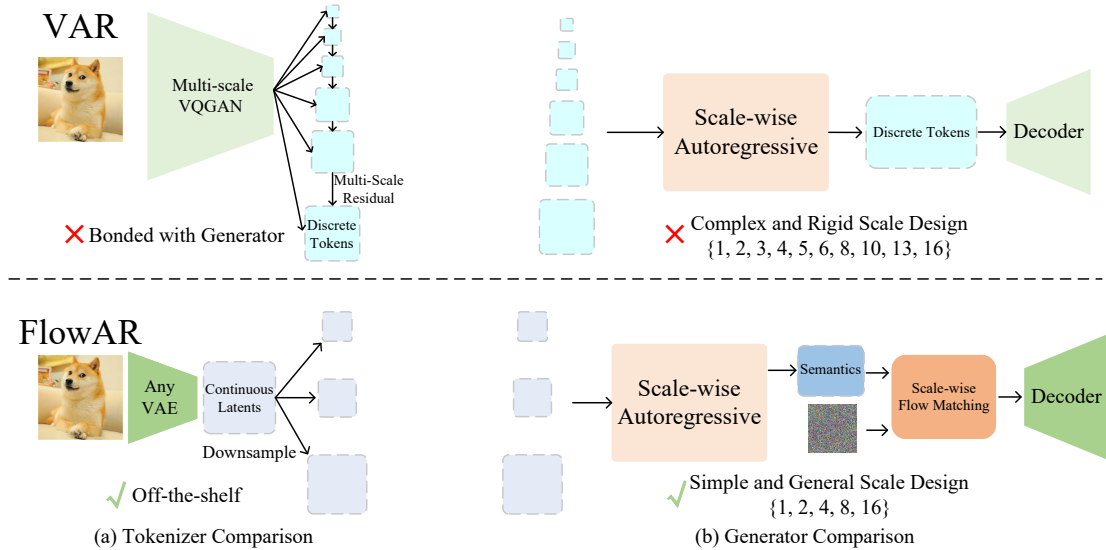 VAR
Multi-scale
VQGAN
Multi-Scale
Residual
Discrete
Tokens
Bonded with Generator
Scale-wise
Autoregressive
Discrete Tokens
Decoder
Complex and Rigid Scale Design
{1, 2, 3, 4, 5, 6, 8, 10, 13, 16}
FlowAR
Any
VAE
Continuous
Latents
Downsample
Off-the-shelf
(a) Tokenizer Comparison
Scale-wise
Autoregressive
Semantics
Scale-wise
Flow Matching
Decoder
Simple and General Scale Design
{1, 2, 4, 8, 16}
(b) Generator Comparison